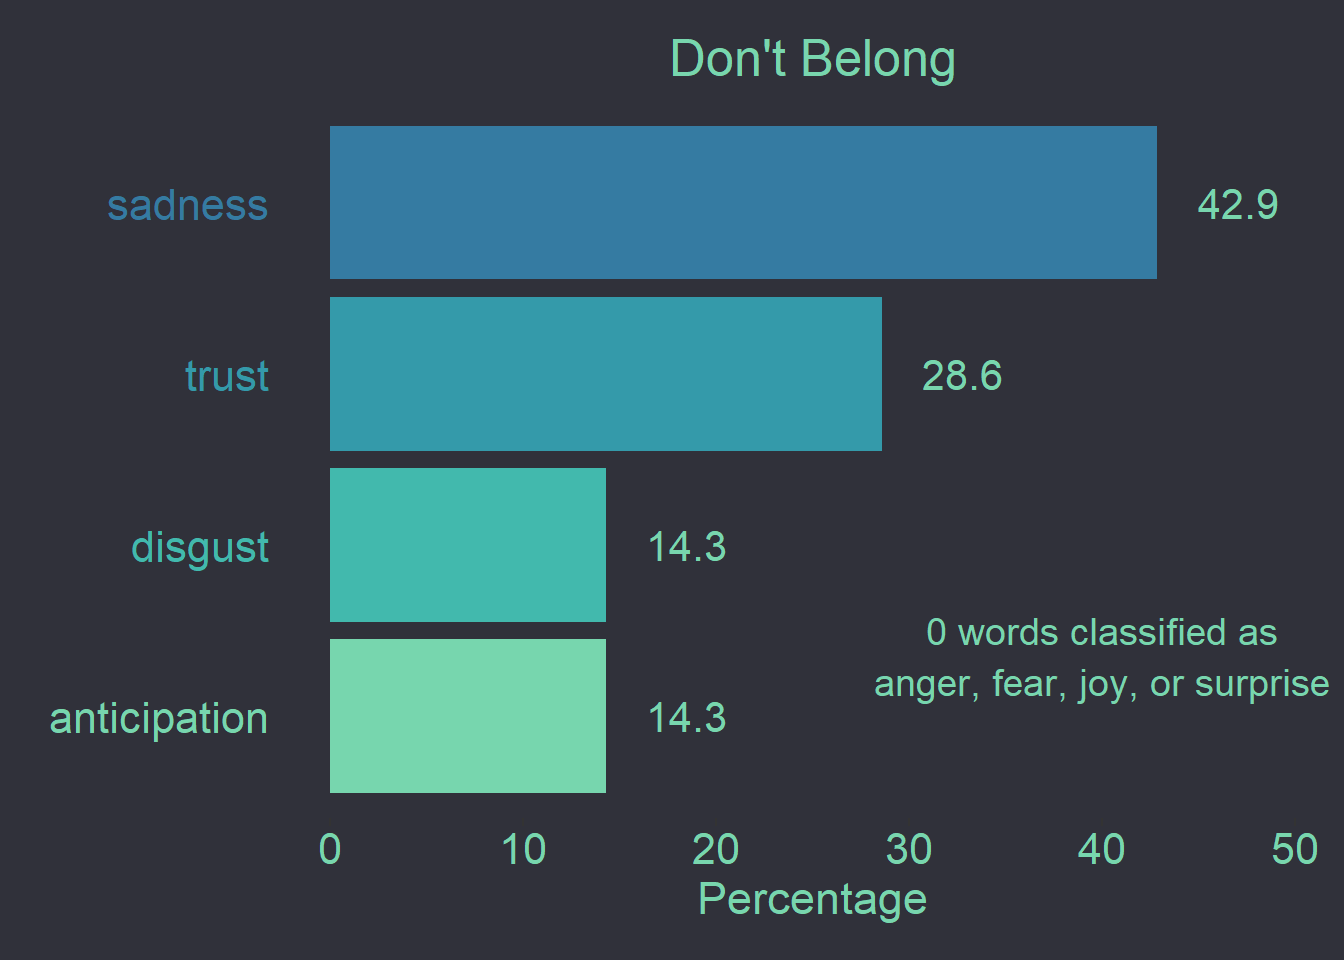 Don't Belong
sadness
42.9
trust
28.6
disgust
14.3
0 words classified as
anger, fear, joy, or surprise
anticipation
14.3
0 10 20 30 40 50
Percentage